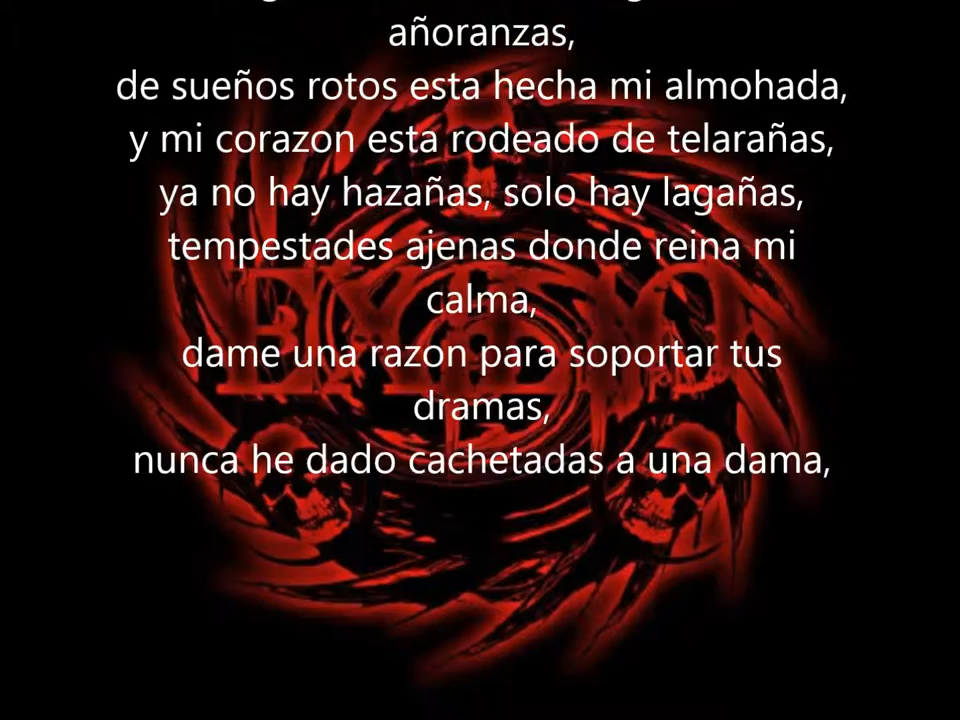 añoranzas,
de sueños rotos esta hecha mi almohada,
y mi corazon esta rodeado de telarañas,
ya no hay hazañas, solo hay lagañas,
tempestades ajenas donde reina mi
calma,
dame una razon para soportar tus
dramas,
nunca he dado cachetadas a una dama,